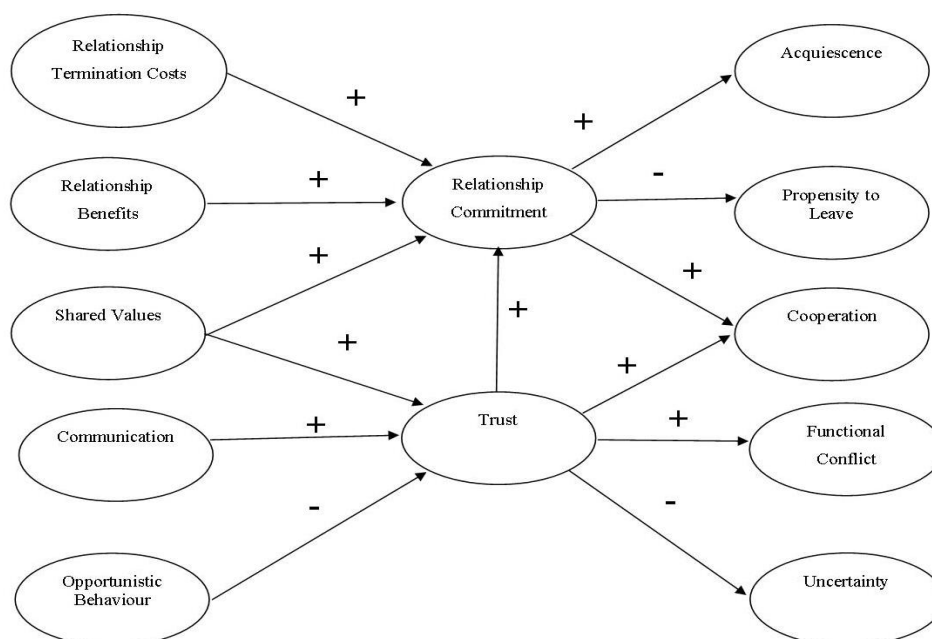 Relationship
Termination Costs
Acquiescence
+
+
Relationship
Benefits
+
Relationship
Commitment
-
Propensity to
Leave
+
+
Shared Values
+
+
Cooperation
+
Communication
+
Trust
+
Functional
Conflict
-
-
Opportunistic
Behaviour
Uncertainty